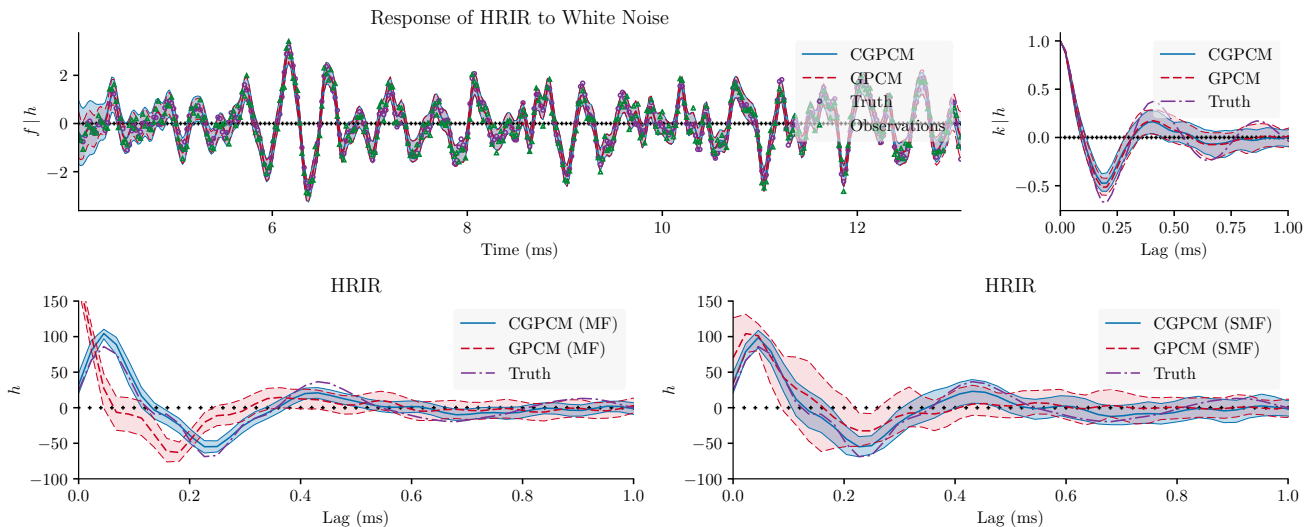 Response of HRIR to White Noise
2
0
−2
f | h
6
8
10
12
Time (ms)
CGPCM
GPCM
Truth
Observations
1.0
0.5
0.0
−0.5
k | h
0.00
0.25
0.50
0.75
1.00
Lag (ms)
CGPCM
GPCM
Truth
HRIR
150
100
50
0
−50
−100
h
0.0
0.2
0.4
0.6
0.8
1.0
Lag (ms)
CGPCM (MF)
GPCM (MF)
Truth
HRIR
150
100
50
0
−50
−100
h
0.0
0.2
0.4
0.6
0.8
1.0
Lag (ms)
CGPCM (SMF)
GPCM (SMF)
Truth